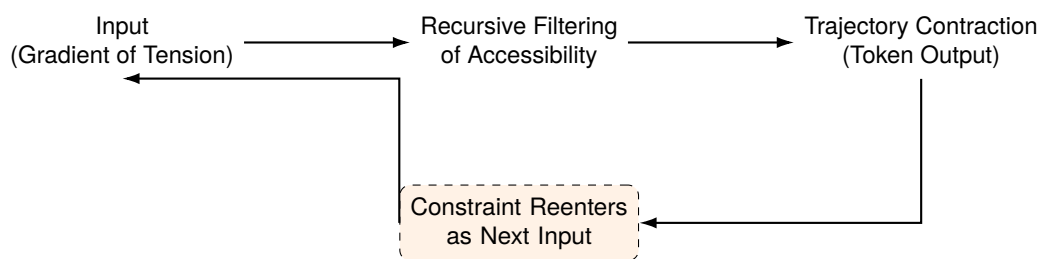 Input
(Gradient of Tension)
Recursive Filtering
of Accessibility
Trajectory Contraction
(Token Output)
Constraint Reenters
as Next Input